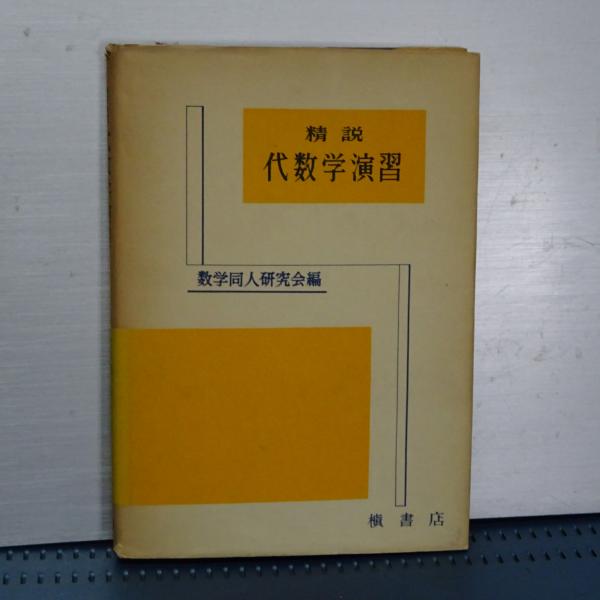 精説
代数学演習
数学同人研究会編
槇書店